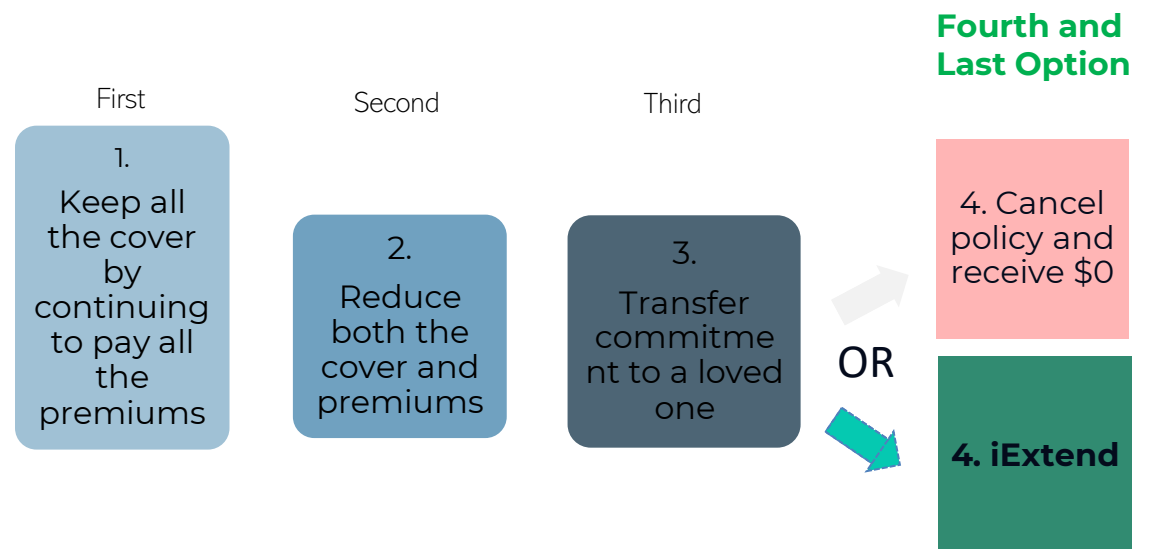 First
1.
Keep all
the cover
by
continuing
to pay all
the
premiums
Second
2.
Reduce
both the
cover and
premiums
Third
3.
Transfer
commitme
nt to a loved
one
OR
Fourth and
Last Option
4. Cancel
policy and
receive $0
4. iExtend